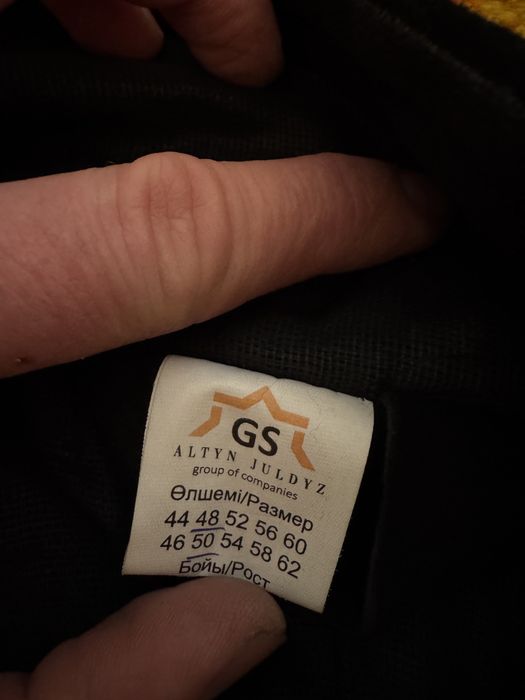 GS
ALTYN JULDYZ
group of companies
Өлшемі/Размер
44 48 52 56 60
46 50 54 58 62
Бойы/Рост